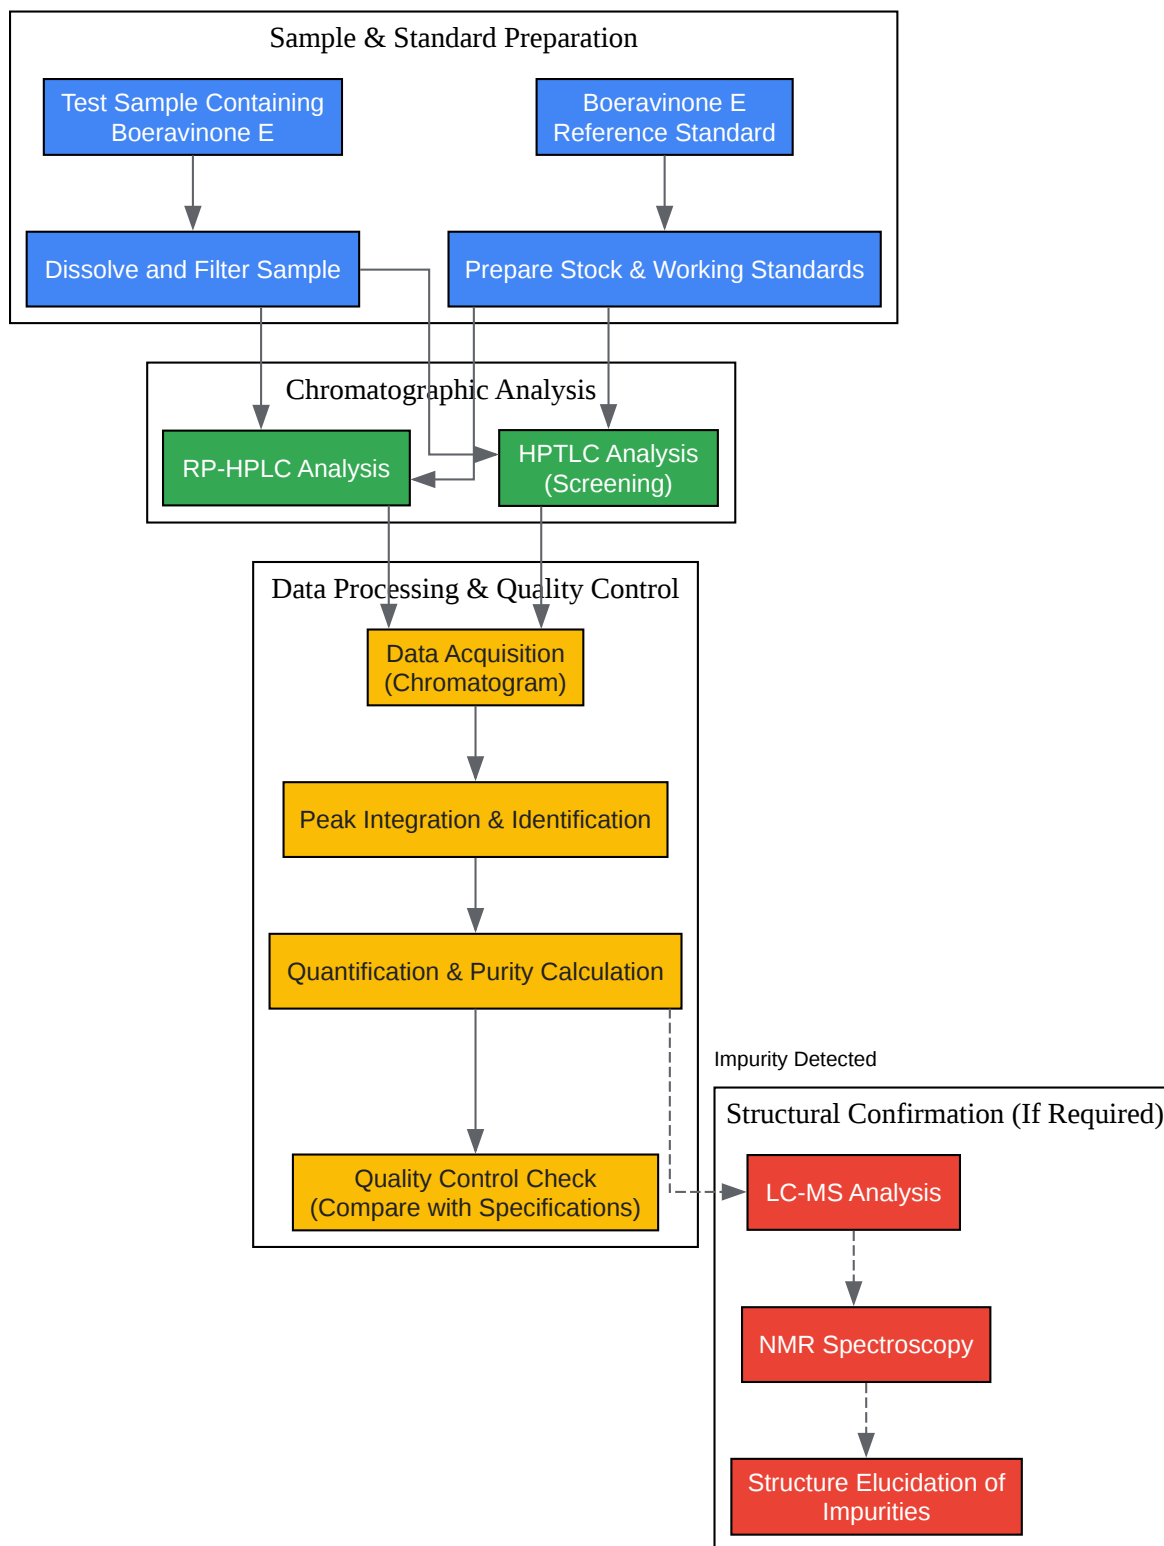 Sample & Standard Preparation
Test Sample Containing
Boeravinone E
Boeravinone E
Reference Standard
Dissolve and Filter Sample
Prepare Stock & Working Standards
Chromatographic Analysis
RP-HPLC Analysis
HPTLC Analysis
(Screening)
Data Processing & Quality Control
Data Acquisition
(Chromatogram)
Peak Integration & Identification
Quantification & Purity Calculation
Impurity Detected
Structural Confirmation (If Required)
Quality Control Check
(Compare with Specifications)
LC-MS Analysis
NMR Spectroscopy
Structure Elucidation of
Impurities